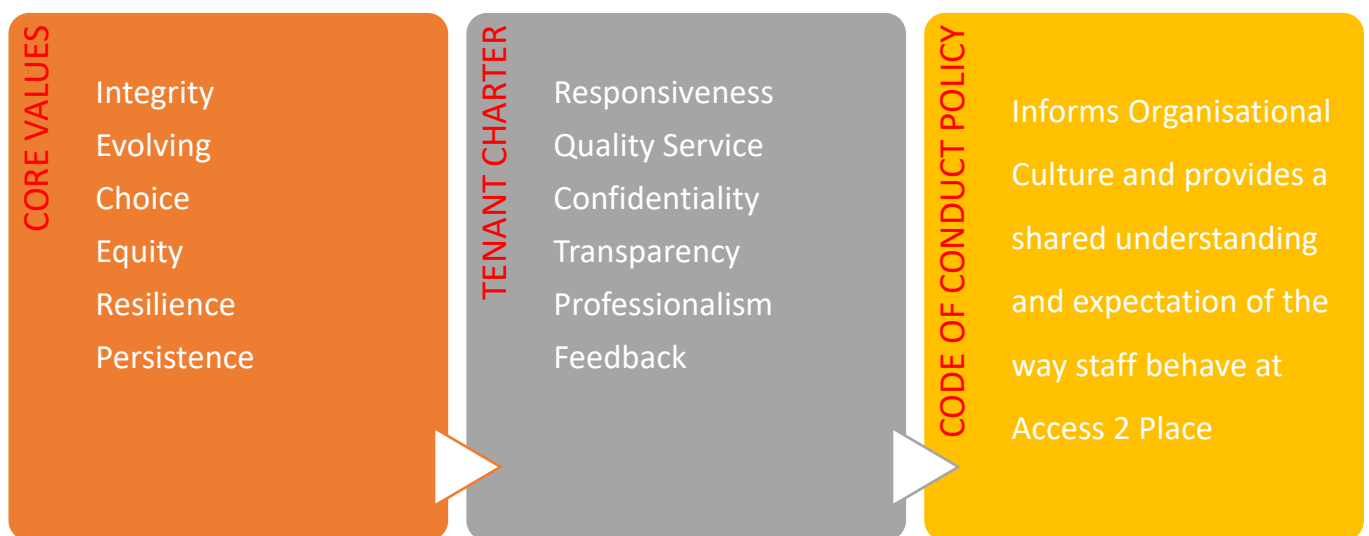 CORE VALUES
Integrity
Evolving
Choice
Equity
Resilience
Persistence
TENANT CHARTER
Responsiveness
Quality Service
Confidentiality
Transparency
Professionalism
Feedback
CODE OF CONDUCT POLICY
Informs Organisational
Culture and provides a
shared understanding
and expectation of the
way staff behave at
Access 2 Place